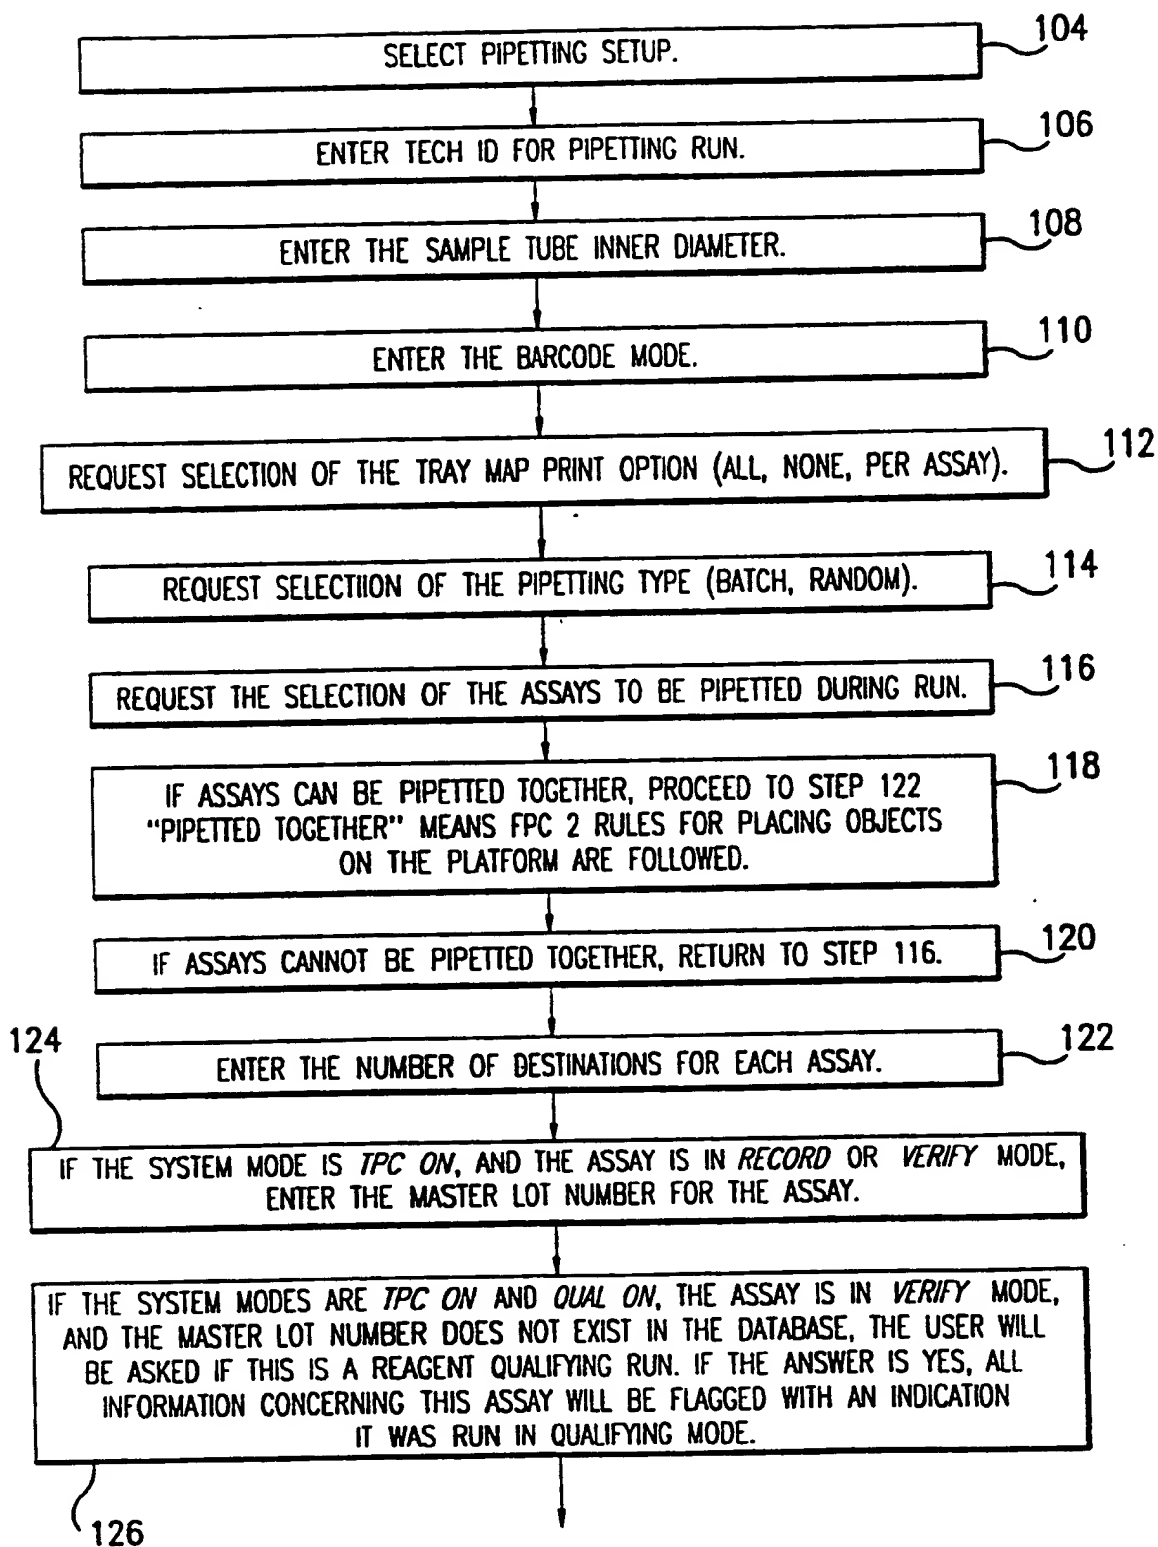 SELECT PIPETTING SETUP.
104
ENTER TECH ID FOR PIPETTING RUN.
106
ENTER THE SAMPLE TUBE INNER DIAMETER.
108
ENTER THE BARCODE MODE.
110
REQUEST SELECTION OF THE TRAY MAP PRINT OPTION (ALL, NONE, PER ASSAY).
112
REQUEST SELECTIION OF THE PIPETTING TYPE (BATCH, RANDOM).
114
REQUEST THE SELECTION OF THE ASSAYS TO BE PIPETTED DURING RUN.
116
IF ASSAYS CAN BE PIPETTED TOGETHER, PROCEED TO STEP 122
"PIPETTED TOGETHER" MEANS FPC 2 RULES FOR PLACING OBJECTS
ON THE PLATFORM ARE FOLLOWED.
118
IF ASSAYS CANNOT BE PIPETTED TOGETHER, RETURN TO STEP 116.
120
ENTER THE NUMBER OF DESTINATIONS FOR EACH ASSAY.
122
124
IF THE SYSTEM MODE IS TPC ON, AND THE ASSAY IS IN RECORD OR VERIFY MODE,
ENTER THE MASTER LOT NUMBER FOR THE ASSAY.
IF THE SYSTEM MODES ARE TPC ON AND QUAL ON, THE ASSAY IS IN VERIFY MODE,
AND THE MASTER LOT NUMBER DOES NOT EXIST IN THE DATABASE, THE USER WILL
BE ASKED IF THIS IS A REAGENT QUALIFYING RUN. IF THE ANSWER IS YES, ALL
INFORMATION CONCERNING THIS ASSAY WILL BE FLAGGED WITH AN INDICATION
IT WAS RUN IN QUALIFYING MODE.
126